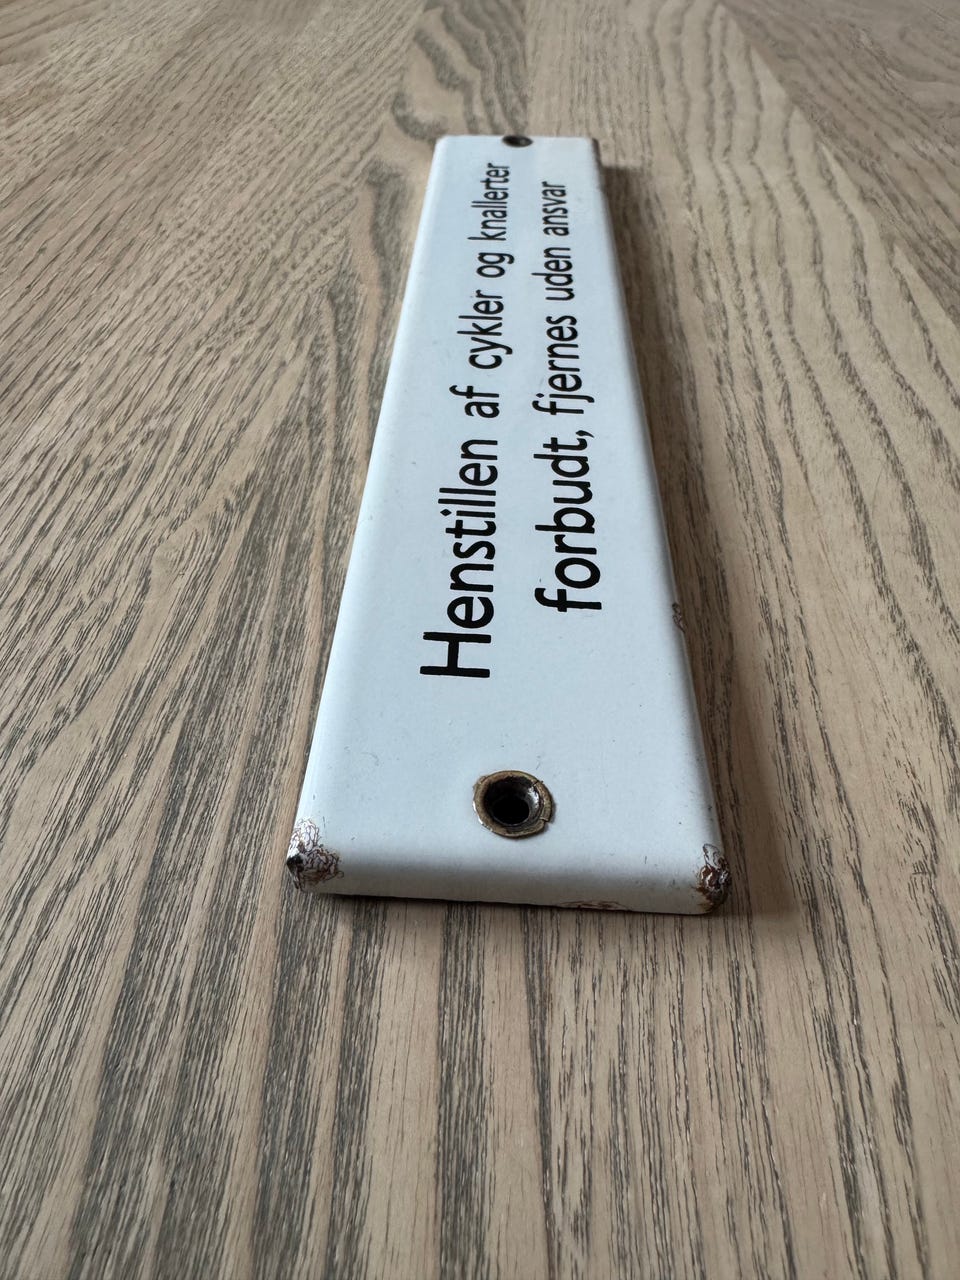 Henstillen af cykler og knallerter
forbudt, fjernes uden ansvar